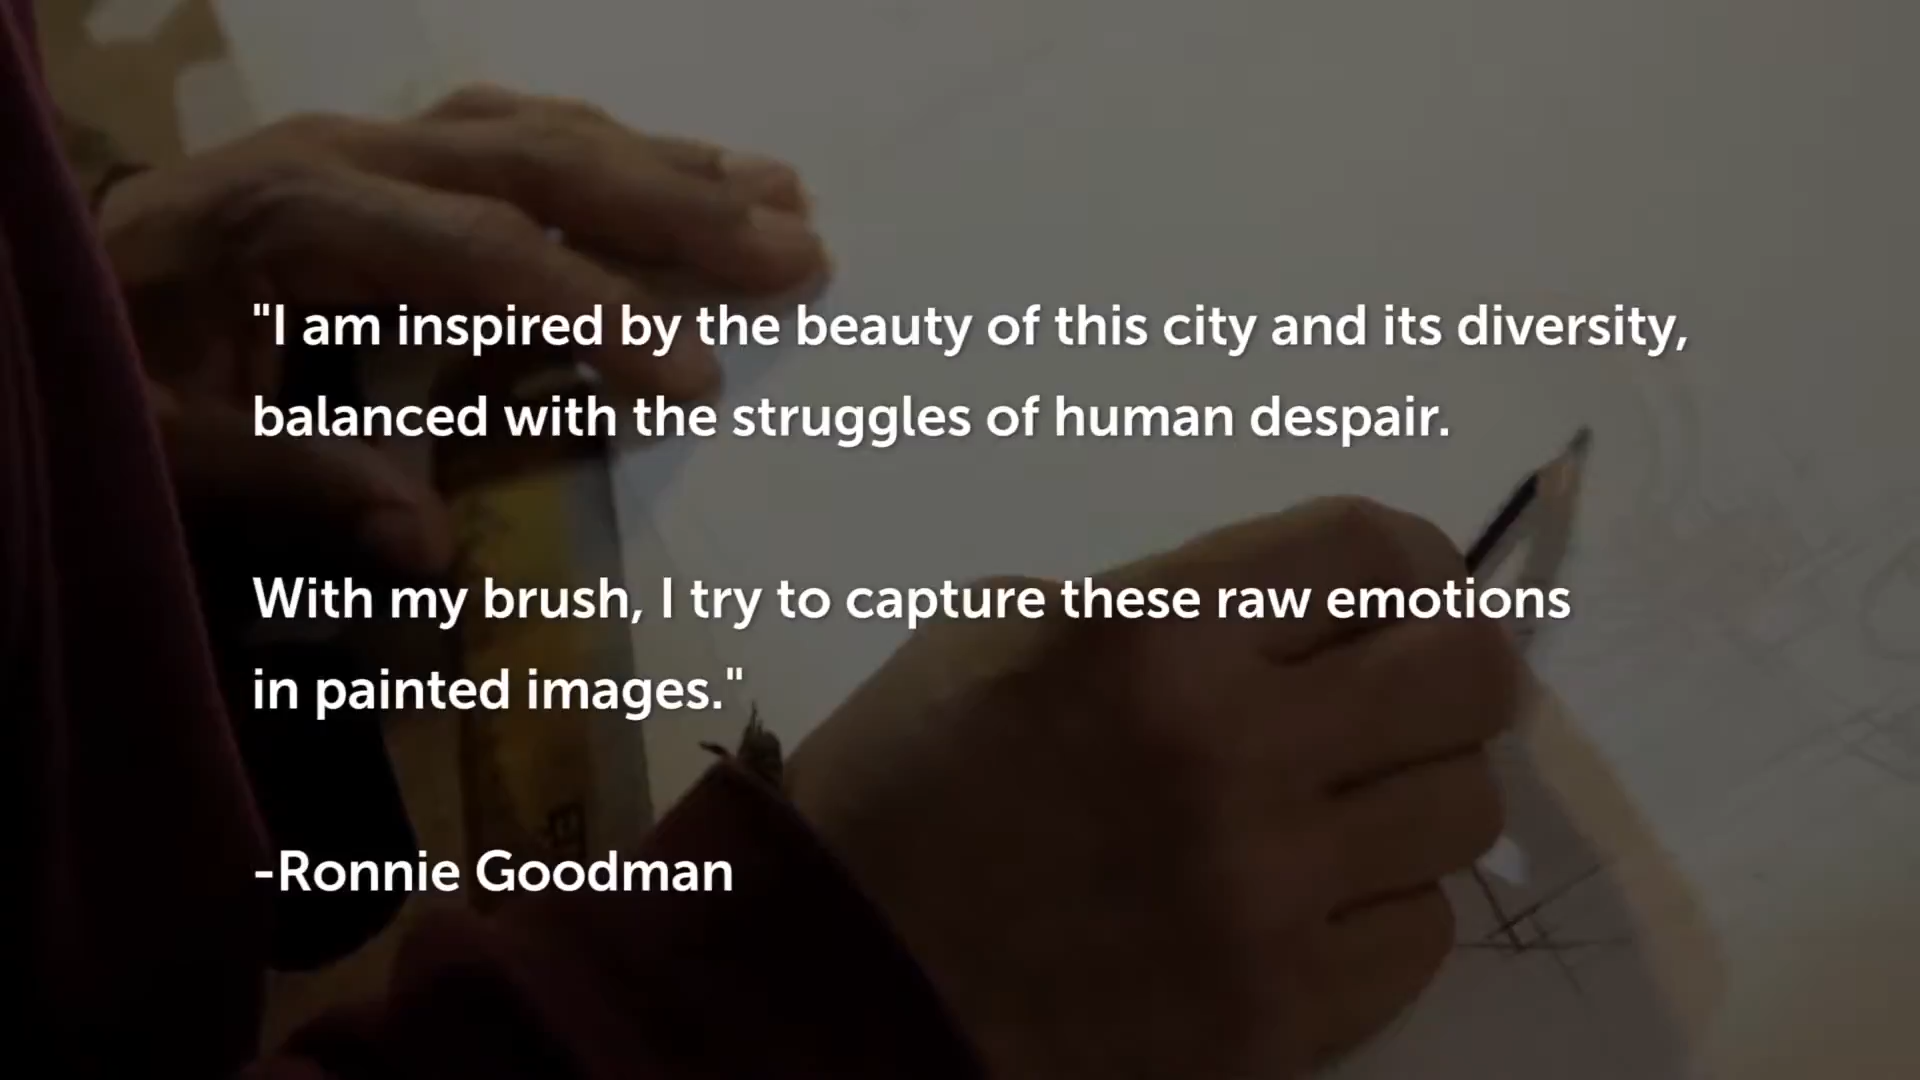 "I am inspired by the beauty of this city and its diversity,
balanced with the struggles of human despair.
With my brush, I try to capture these raw emotions
in painted images."
-Ronnie Goodman